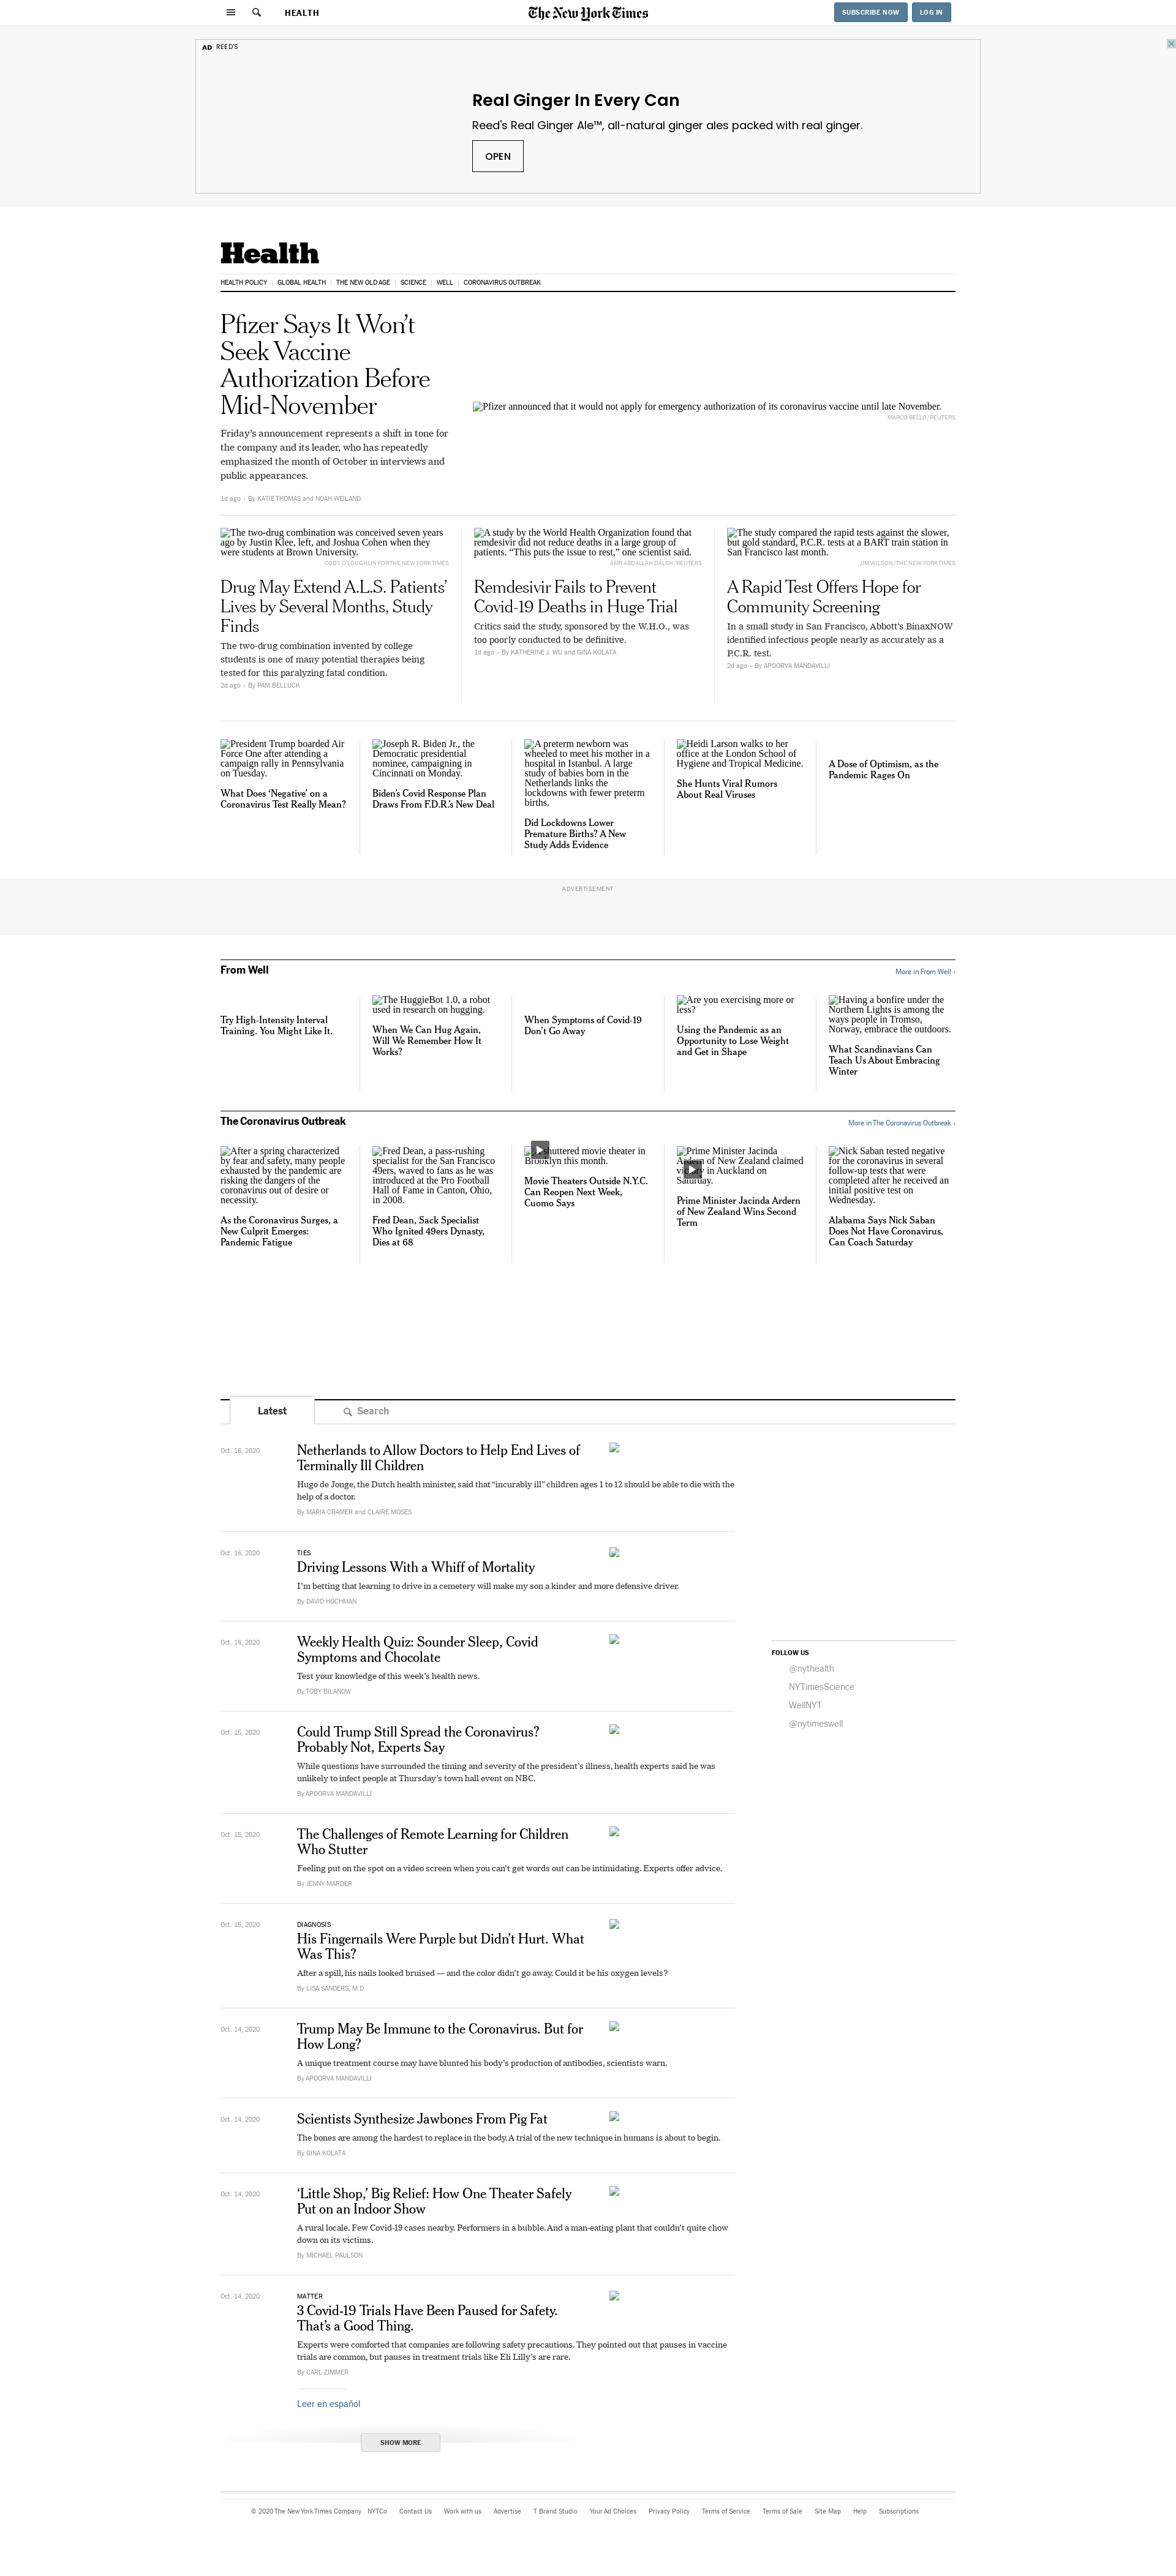 HEALTH
The New York Times
SUBSCRIBE NOW
LOG IN
AD REED'S
Real Ginger In Every Can
Reed's Real Ginger Ale™, all-natural ginger ales packed with real ginger.
OPEN
Health
HEALTH POLICY
GLOBAL HEALTH
THE NEW OLD AGE
SCIENCE
WELL
CORONAVIRUS OUTBREAK
Pfizer Says It Won’t
Seek Vaccine
Authorization Before
Mid-November
Friday’s announcement represents a shift in tone for
the company and its leader, who has repeatedly
emphasized the month of October in interviews and
public appearances.
1d ago • By KATIE THOMAS and NOAH WEILAND
Pfizer announced that it would not apply for emergency authorization of its coronavirus vaccine until late November.
MARCO BELLO/REUTERS
The two-drug combination was conceived seven years
ago by Justin Klee, left, and Joshua Cohen when they
were students at Brown University.
CODY O’LOUGHLIN FOR THE NEW YORK TIMES
Drug May Extend A.L.S. Patients’
Lives by Several Months, Study
Finds
The two-drug combination invented by college
students is one of many potential therapies being
tested for this paralyzing fatal condition.
2d ago • By PAM BELLUCK
A study by the World Health Organization found that
remdesivir did not reduce deaths in a large group of
patients. “This puts the issue to rest,” one scientist said.
AMR ABDALLAH DALSH/REUTERS
Remdesivir Fails to Prevent
Covid-19 Deaths in Huge Trial
Critics said the study, sponsored by the W.H.O., was
too poorly conducted to be definitive.
1d ago • By KATHERINE J. WU and GINA KOLATA
The study compared the rapid tests against the slower,
but gold standard, P.C.R. tests at a BART train station in
San Francisco last month.
JIM WILSON/THE NEW YORK TIMES
A Rapid Test Offers Hope for
Community Screening
In a small study in San Francisco, Abbott’s BinaxNOW
identified infectious people nearly as accurately as a
P.C.R. test.
2d ago • By APOORVA MANDAVILLI
President Trump boarded Air
Force One after attending a
campaign rally in Pennsylvania
on Tuesday.
What Does ‘Negative’ on a
Coronavirus Test Really Mean?
Joseph R. Biden Jr., the
Democratic presidential
nominee, campaigning in
Cincinnati on Monday.
Biden’s Covid Response Plan
Draws From F.D.R.’s New Deal
A preterm newborn was
wheeled to meet his mother in a
hospital in Istanbul. A large
study of babies born in the
Netherlands links the
lockdowns with fewer preterm
births.
Did Lockdowns Lower
Premature Births? A New
Study Adds Evidence
Heidi Larson walks to her
office at the London School of
Hygiene and Tropical Medicine.
She Hunts Viral Rumors
About Real Viruses
A Dose of Optimism, as the
Pandemic Rages On
ADVERTISEMENT
From Well
More in From Well ›
Try High-Intensity Interval
Training. You Might Like It.
The HuggieBot 1.0, a robot
used in research on hugging.
When We Can Hug Again,
Will We Remember How It
Works?
When Symptoms of Covid-19
Don’t Go Away
Are you exercising more or
less?
Using the Pandemic as an
Opportunity to Lose Weight
and Get in Shape
Having a bonfire under the
Northern Lights is among the
ways people in Tromso,
Norway, embrace the outdoors.
What Scandinavians Can
Teach Us About Embracing
Winter
The Coronavirus Outbreak
More in The Coronavirus Outbreak ›
After a spring characterized
by fear and safety, many people
exhausted by the pandemic are
risking the dangers of the
coronavirus out of desire or
necessity.
As the Coronavirus Surges, a
New Culprit Emerges:
Pandemic Fatigue
Fred Dean, a pass-rushing
specialist for the San Francisco
49ers, waved to fans as he was
introduced at the Pro Football
Hall of Fame in Canton, Ohio,
in 2008.
Fred Dean, Sack Specialist
Who Ignited 49ers Dynasty,
Dies at 68
movie theater in
Brooklyn this month.
Movie Theaters Outside N.Y.C.
Can Reopen Next Week,
Cuomo Says
Prime Minister Jacinda
of New Zealand claimed
in Auckland on
Saturday.
Prime Minister Jacinda Ardern
of New Zealand Wins Second
Term
Nick Saban tested negative
for the coronavirus in several
follow-up tests that were
completed after he received an
initial positive test on
Wednesday.
Alabama Says Nick Saban
Does Not Have Coronavirus,
Can Coach Saturday
Latest
Search
Oct. 16, 2020
Netherlands to Allow Doctors to Help End Lives of
Terminally Ill Children
Hugo de Jonge, the Dutch health minister, said that “incurably ill” children ages 1 to 12 should be able to die with the
help of a doctor.
By MARIA CRAMER and CLAIRE MOSES
Oct. 16, 2020
TIES
Driving Lessons With a Whiff of Mortality
I’m betting that learning to drive in a cemetery will make my son a kinder and more defensive driver.
By DAVID HOCHMAN
Oct. 16, 2020
Weekly Health Quiz: Sounder Sleep, Covid
Symptoms and Chocolate
Test your knowledge of this week’s health news.
By TOBY BILANOW
FOLLOW US
@nythealth
NYTimesScience
WellNYT
@nytimeswell
Oct. 15, 2020
Could Trump Still Spread the Coronavirus?
Probably Not, Experts Say
While questions have surrounded the timing and severity of the president’s illness, health experts said he was
unlikely to infect people at Thursday’s town hall event on NBC.
By APOORVA MANDAVILLI
Oct. 15, 2020
The Challenges of Remote Learning for Children
Who Stutter
Feeling put on the spot on a video screen when you can’t get words out can be intimidating. Experts offer advice.
By JENNY MARDER
Oct. 15, 2020
DIAGNOSIS
His Fingernails Were Purple but Didn’t Hurt. What
Was This?
After a spill, his nails looked bruised — and the color didn’t go away. Could it be his oxygen levels?
By LISA SANDERS, M.D.
Oct. 14, 2020
Trump May Be Immune to the Coronavirus. But for
How Long?
A unique treatment course may have blunted his body’s production of antibodies, scientists warn.
By APOORVA MANDAVILLI
Oct. 14, 2020
Scientists Synthesize Jawbones From Pig Fat
The bones are among the hardest to replace in the body. A trial of the new technique in humans is about to begin.
By GINA KOLATA
Oct. 14, 2020
‘Little Shop,’ Big Relief: How One Theater Safely
Put on an Indoor Show
A rural locale. Few Covid-19 cases nearby. Performers in a bubble. And a man-eating plant that couldn’t quite chow
down on its victims.
By MICHAEL PAULSON
Oct. 14, 2020
MATTER
3 Covid-19 Trials Have Been Paused for Safety.
That’s a Good Thing.
Experts were comforted that companies are following safety precautions. They pointed out that pauses in vaccine
trials are common, but pauses in treatment trials like Eli Lilly’s are rare.
By CARL ZIMMER
Leer en español
SHOW MORE
© 2020 The New York Times Company
NYTCo
Contact Us
Work with us
Advertise
T Brand Studio
Your Ad Choices
Privacy Policy
Terms of Service
Terms of Sale
Site Map
Help
Subscriptions